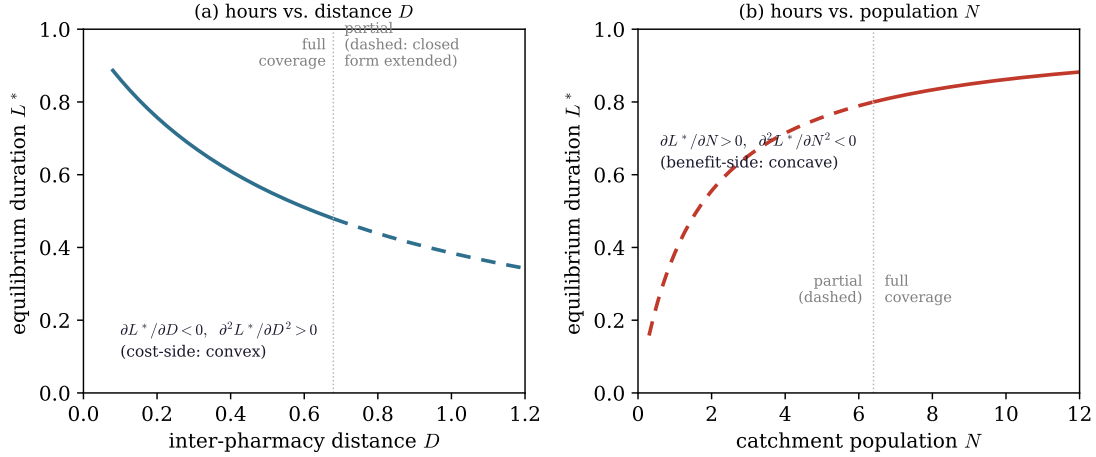 (a) hours vs. distance D
equilibrium duration L*
1.0
0.8
0.6
0.4
0.2
0.0
full
coverage
partial
(dashed: closed
form extended)
∂L*/∂D<0, ∂²L*/∂D²>0
(cost-side: convex)
0.0 0.2 0.4 0.6 0.8 1.0 1.2
inter-pharmacy distance D
(b) hours vs. population N
equilibrium duration L*
1.0
0.8
0.6
0.4
0.2
0.0
∂L*/∂N>0, ∂²L*/∂N²<0
(benefit-side: concave)
partial
(dashed)
full
coverage
0 2 4 6 8 10 12
catchment population N